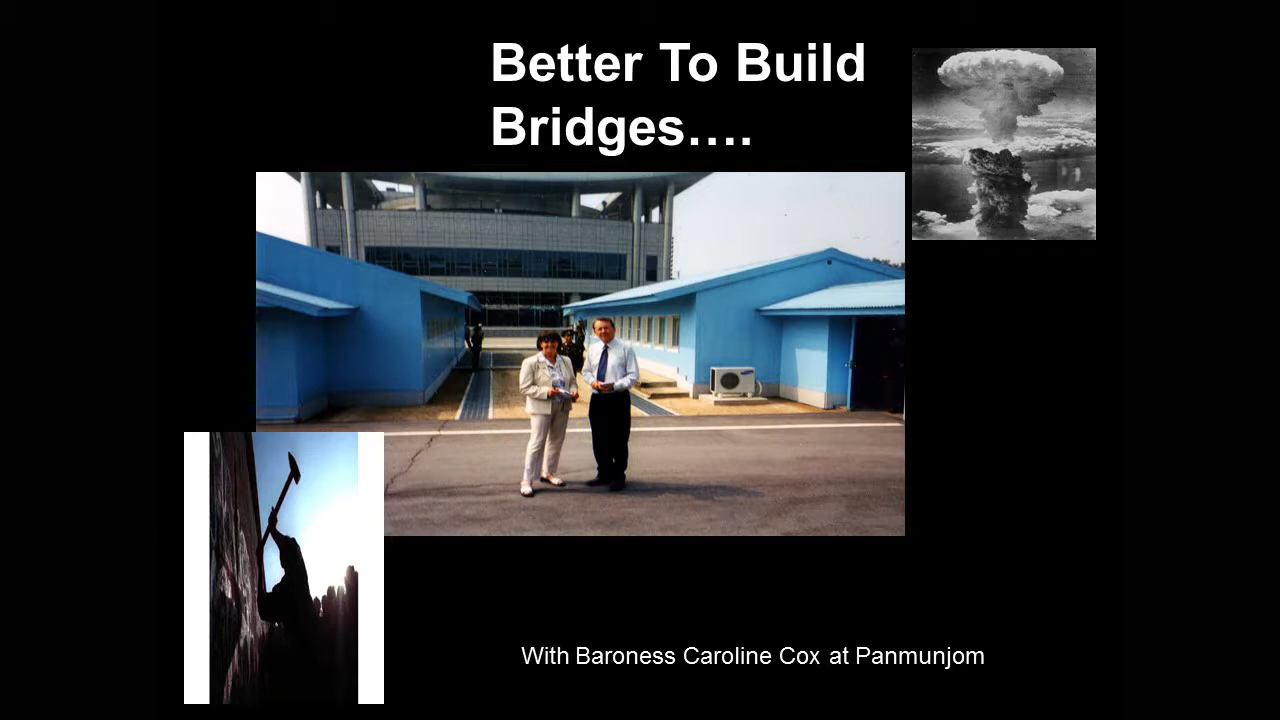 Better To Build
Bridges….
With Baroness Caroline Cox at Panmunjom